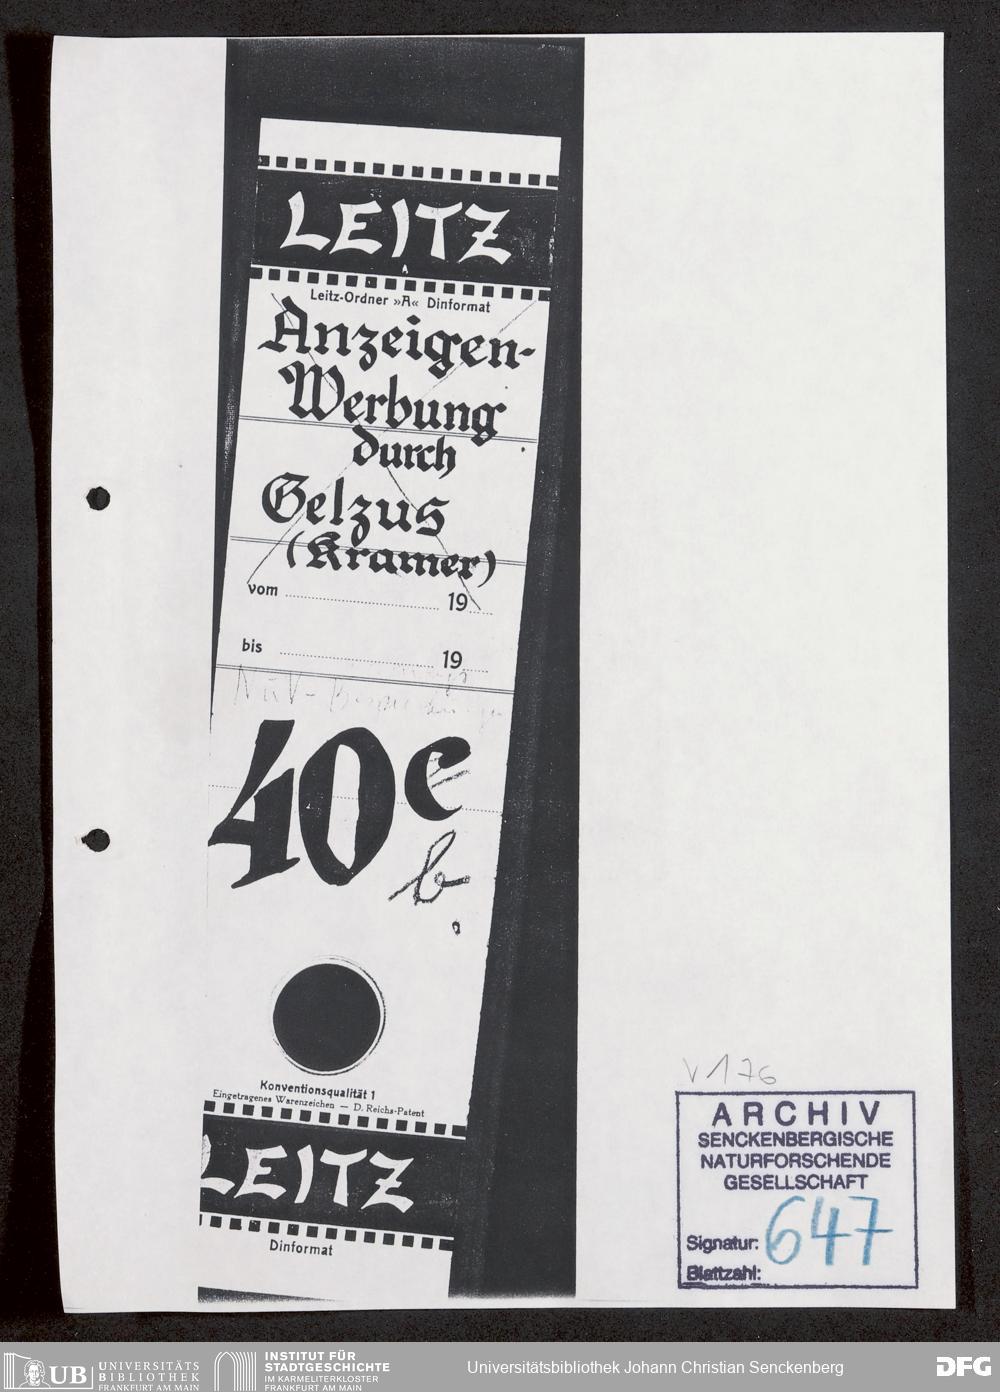 LEITZ
Leitz-Ordner »A« Dinformat
Anzeigen-
Werbung
durch
Gelzus
(Kramer)
vom 19
bis 19
40 e
b.
Konventionsqualität 1
Eingetragenes Warenzeichen — D. Reichs-Patent
LEITZ
Dinformat
V 176
ARCHIV
SENCKENBERGISCHE
NATURFORSCHENDE
GESELLSCHAFT
Signatur: 647
Blattzahl:
UB UNIVERSITÄTS
BIBLIOTHEK
FRANKFURT AM MAIN
INSTITUT FÜR
STADTGESCHICHTE
IM KARMELITERKLOSTER
FRANKFURT AM MAIN
Universitätsbibliothek Johann Christian Senckenberg
DFG